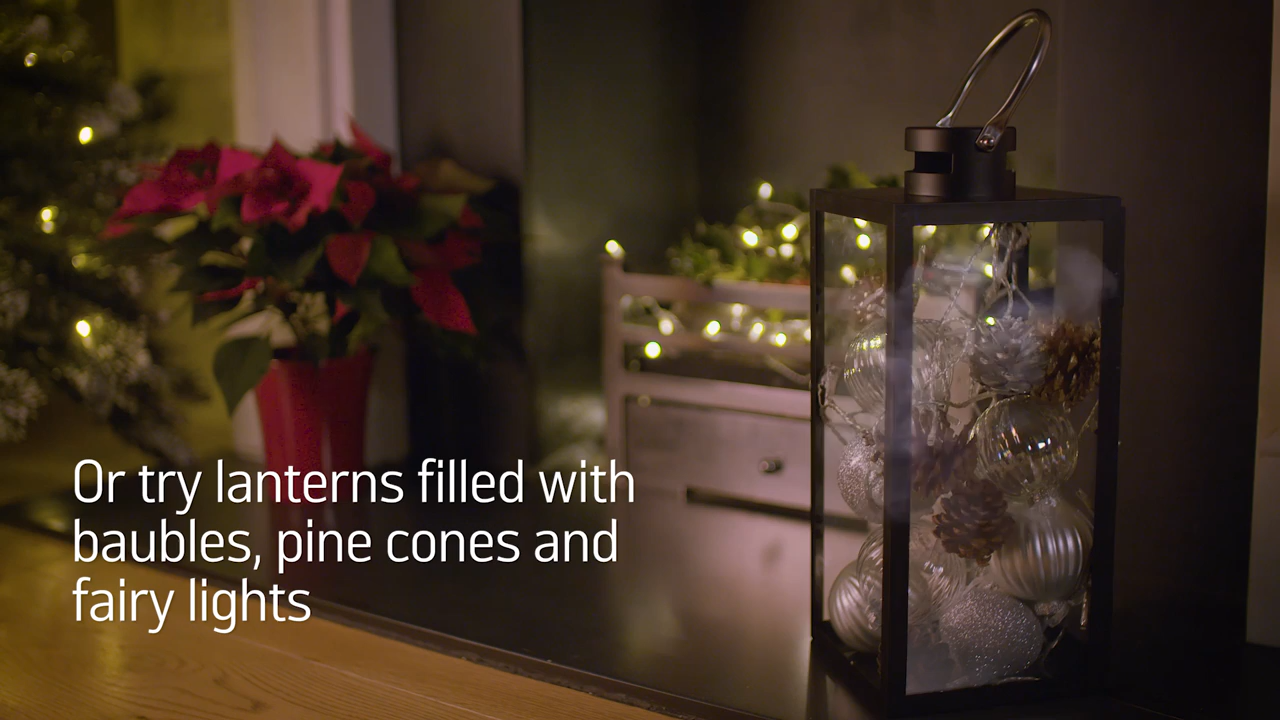 Or try lanterns filled with
baubles, pine cones and
fairy lights